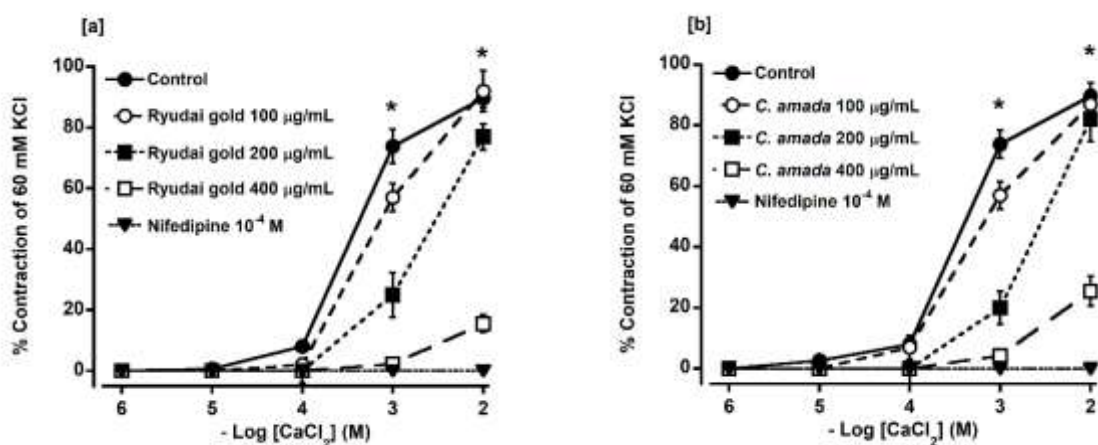 [a]
* 
*
Control
Ryudai gold 100 µg/mL
Ryudai gold 200 µg/mL
Ryudai gold 400 µg/mL
Nifedipine 10⁻⁴ M
% Contraction of 60 mM KCl
100
80
60
40
20
0
6 5 4 3 2
- Log [CaCl₂] (M)
[b]
*
*
Control
C. amada 100 µg/mL
C. amada 200 µg/mL
C. amada 400 µg/mL
Nifedipine 10⁻⁴ M
% Contraction of 60 mM KCl
100
80
60
40
20
0
6 5 4 3 2
- Log [CaCl₂] (M)